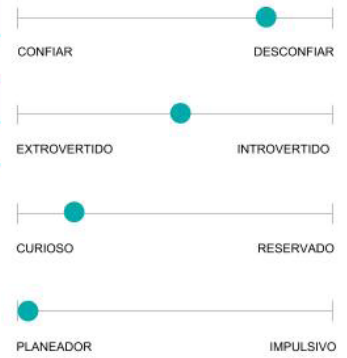 CONFIAR DESCONFIAR
EXTROVERTIDO INTROVERTIDO
CURIOSO RESERVADO
PLANEADOR IMPULSIVO